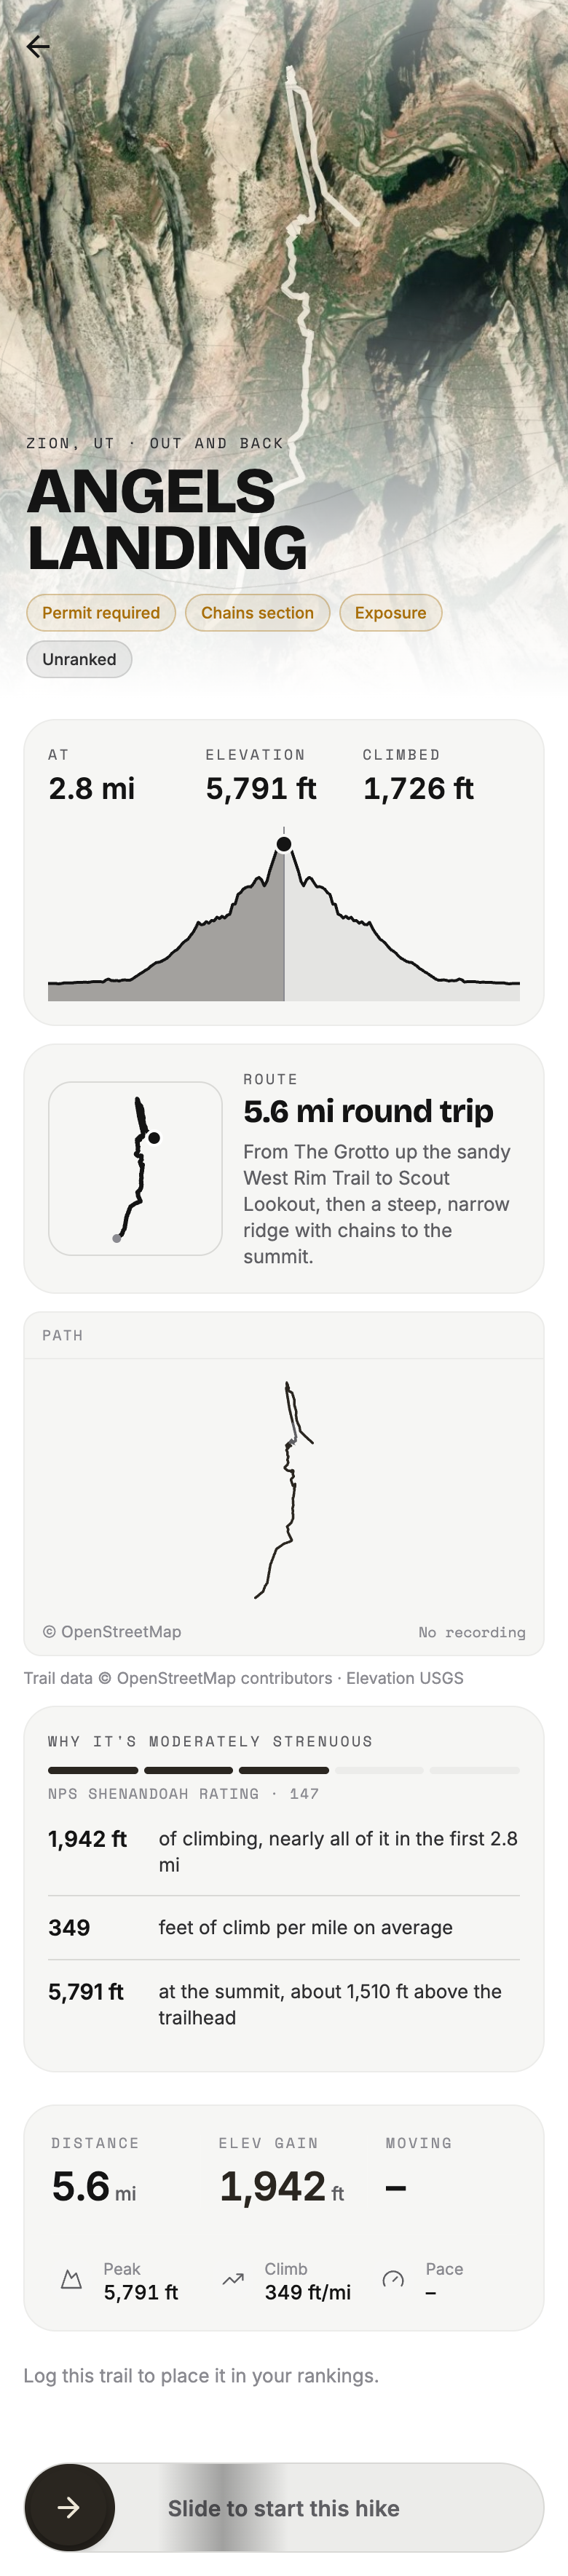 ZION, UT · OUT AND BACK
ANGELS
LANDING
Permit required
Chains section
Exposure
Unranked
AT
ELEVATION
CLIMBED
2.8 mi
5,791 ft
1,726 ft
ROUTE
5.6 mi round trip
From The Grotto up the sandy
West Rim Trail to Scout
Lookout, then a steep, narrow
ridge with chains to the
summit.
PATH
© OpenStreetMap
No recording
Trail data © OpenStreetMap contributors · Elevation USGS
WHY IT'S MODERATELY STRENUOUS
NPS SHENANDOAH RATING · 147
1,942 ft
of climbing, nearly all of it in the first 2.8
mi
349
feet of climb per mile on average
5,791 ft
at the summit, about 1,510 ft above the
trailhead
DISTANCE
ELEV GAIN
MOVING
5.6 mi
1,942 ft
–
Peak
5,791 ft
Climb
349 ft/mi
Pace
–
Log this trail to place it in your rankings.
Slide to start this hike